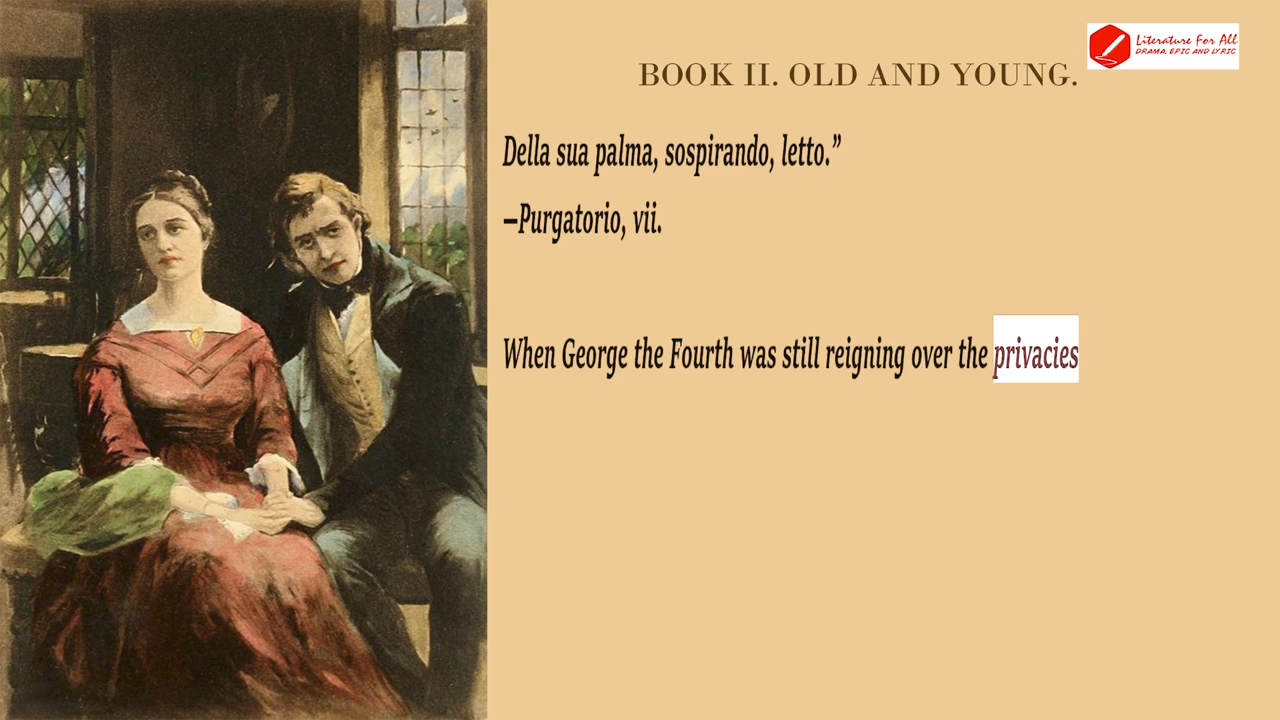 Literature For All
DRAMA, EPIC AND LYRIC
BOOK II. OLD AND YOUNG.
Della sua palma, sospirando, letto.”
—Purgatorio, vii.
When George the Fourth was still reigning over the privacies